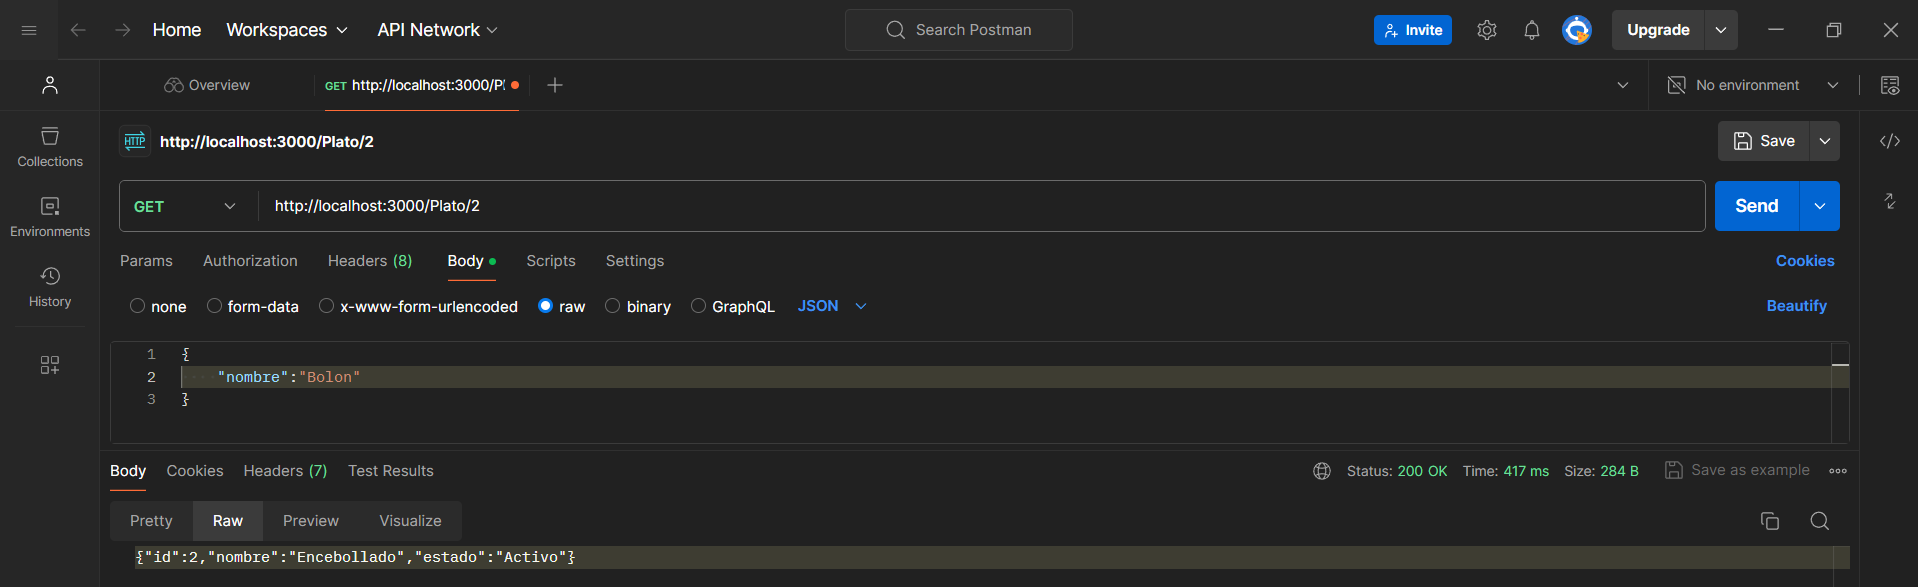 Home Workspaces API Network Search Postman Invite Upgrade
Overview GET http://localhost:3000/Pl No environment
HTTP http://localhost:3000/Plato/2 Save
Collections
GET http://localhost:3000/Plato/2 Send
Environments
Params Authorization Headers (8) Body Scripts Settings Cookies
History
none form-data x-www-form-urlencoded raw binary GraphQL JSON Beautify
1 {
2 "nombre":"Bolon"
3 }
Body Cookies Headers (7) Test Results Status: 200 OK Time: 417 ms Size: 284 B Save as example
Pretty Raw Preview Visualize
{"id":2,"nombre":"Encebollado","estado":"Activo"}